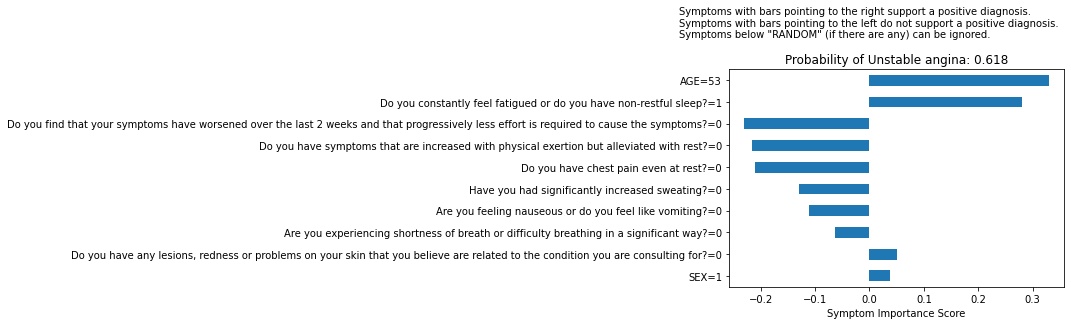 Symptoms with bars pointing to the right support a positive diagnosis.
Symptoms with bars pointing to the left do not support a positive diagnosis.
Symptoms below "RANDOM" (if there are any) can be ignored.
Probability of Unstable angina: 0.618
AGE=53
Do you constantly feel fatigued or do you have non-restful sleep?=1
Do you find that your symptoms have worsened over the last 2 weeks and that progressively less effort is required to cause the symptoms?=0
Do you have symptoms that are increased with physical exertion but alleviated with rest?=0
Do you have chest pain even at rest?=0
Have you had significantly increased sweating?=0
Are you feeling nauseous or do you feel like vomiting?=0
Are you experiencing shortness of breath or difficulty breathing in a significant way?=0
Do you have any lesions, redness or problems on your skin that you believe are related to the condition you are consulting for?=0
SEX=1
−0.2 −0.1 0.0 0.1 0.2 0.3
Symptom Importance Score